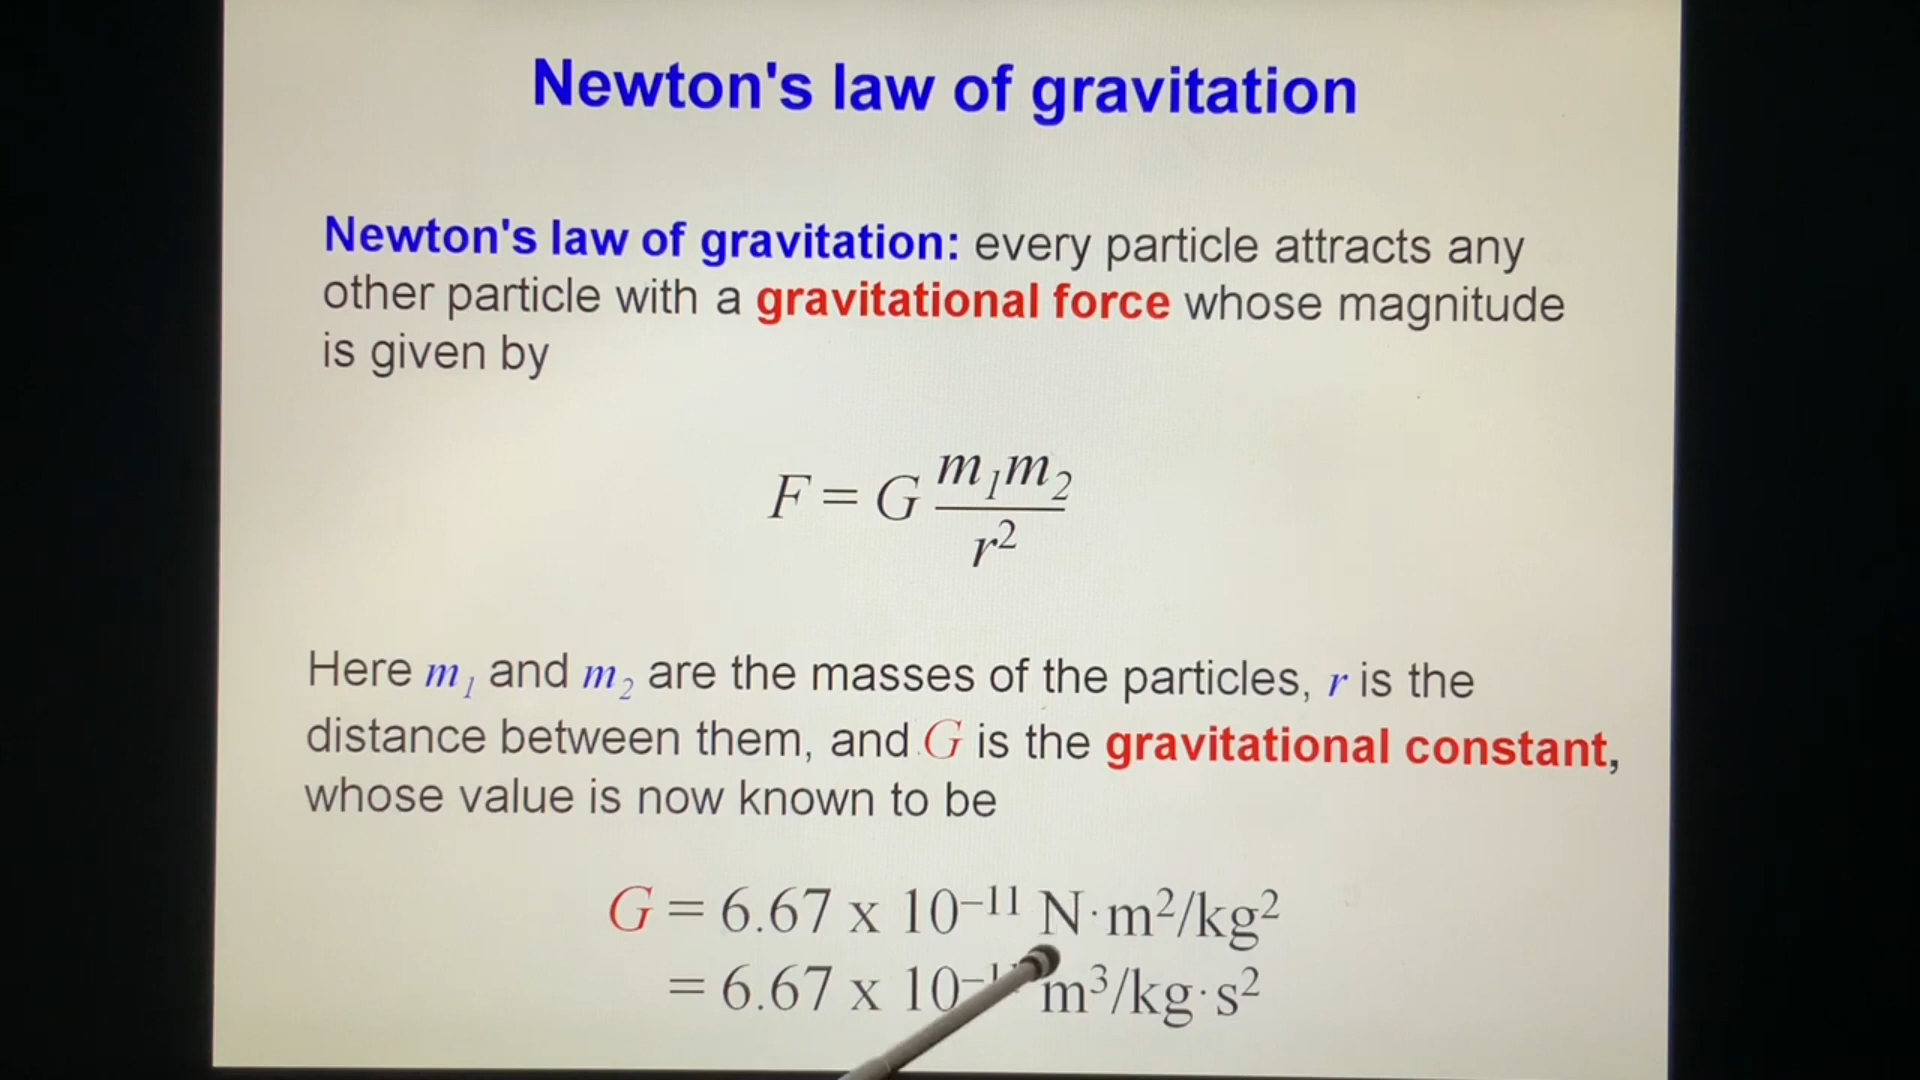 Newton's law of gravitation
Newton's law of gravitation: every particle attracts any
other particle with a gravitational force whose magnitude
is given by
F = G m₁m₂ / r²
Here m₁ and m₂ are the masses of the particles, r is the
distance between them, and G is the gravitational constant,
whose value is now known to be
G = 6.67 x 10⁻¹¹ N·m²/kg²
= 6.67 x 10⁻¹ m³/kg·s²